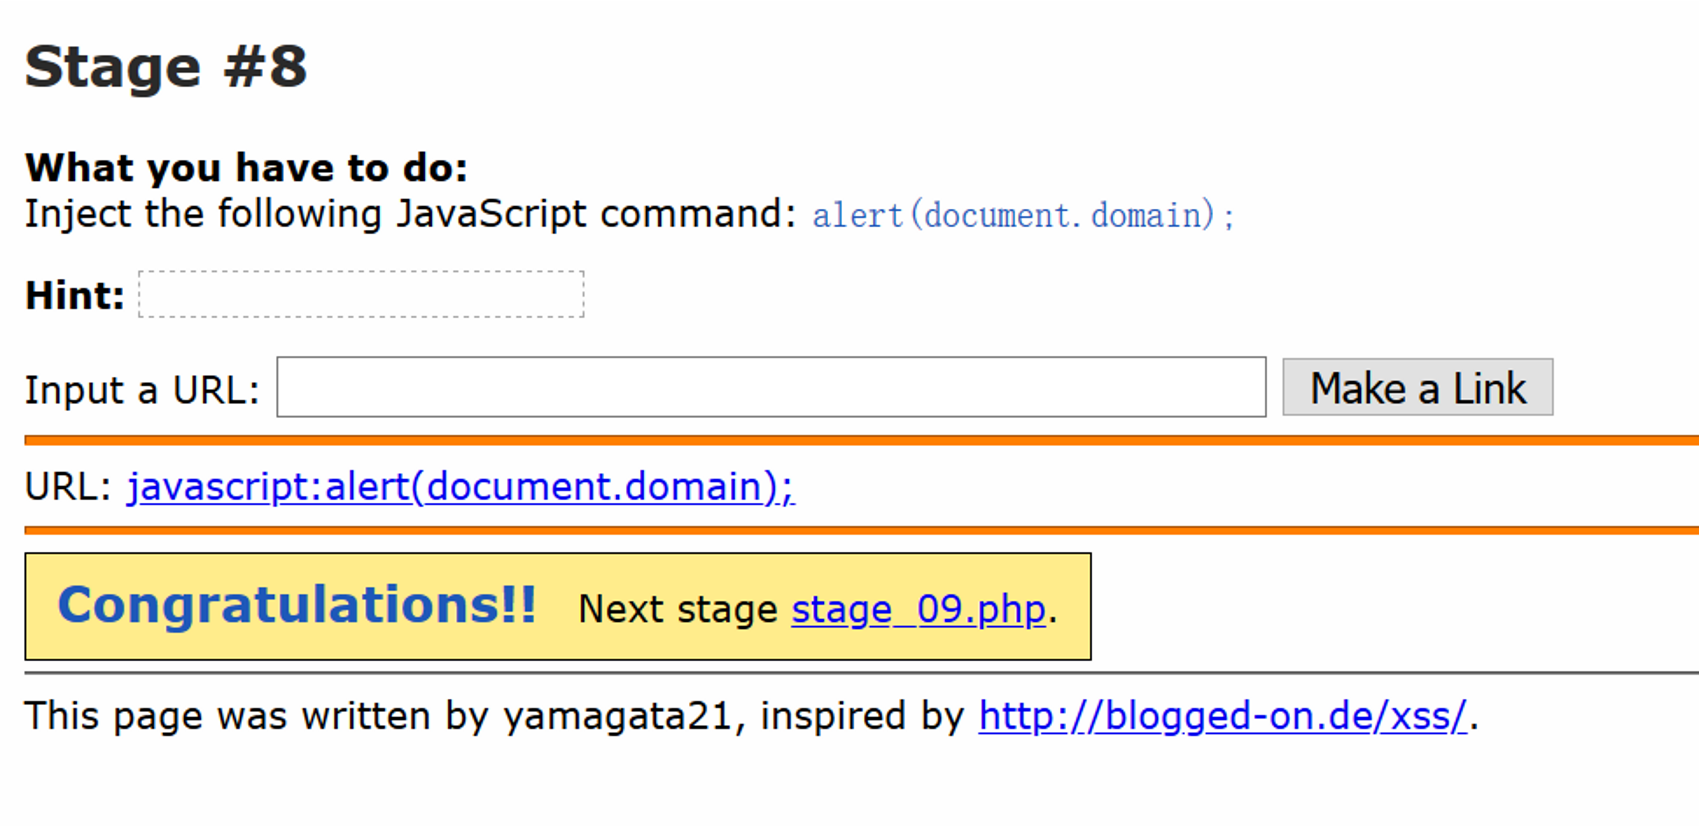 Stage #8
What you have to do:
Inject the following JavaScript command: alert(document.domain);
Hint:
Input a URL: Make a Link
URL: javascript:alert(document.domain);
Congratulations!! Next stage stage_09.php.
This page was written by yamagata21, inspired by http://blogged-on.de/xss/.